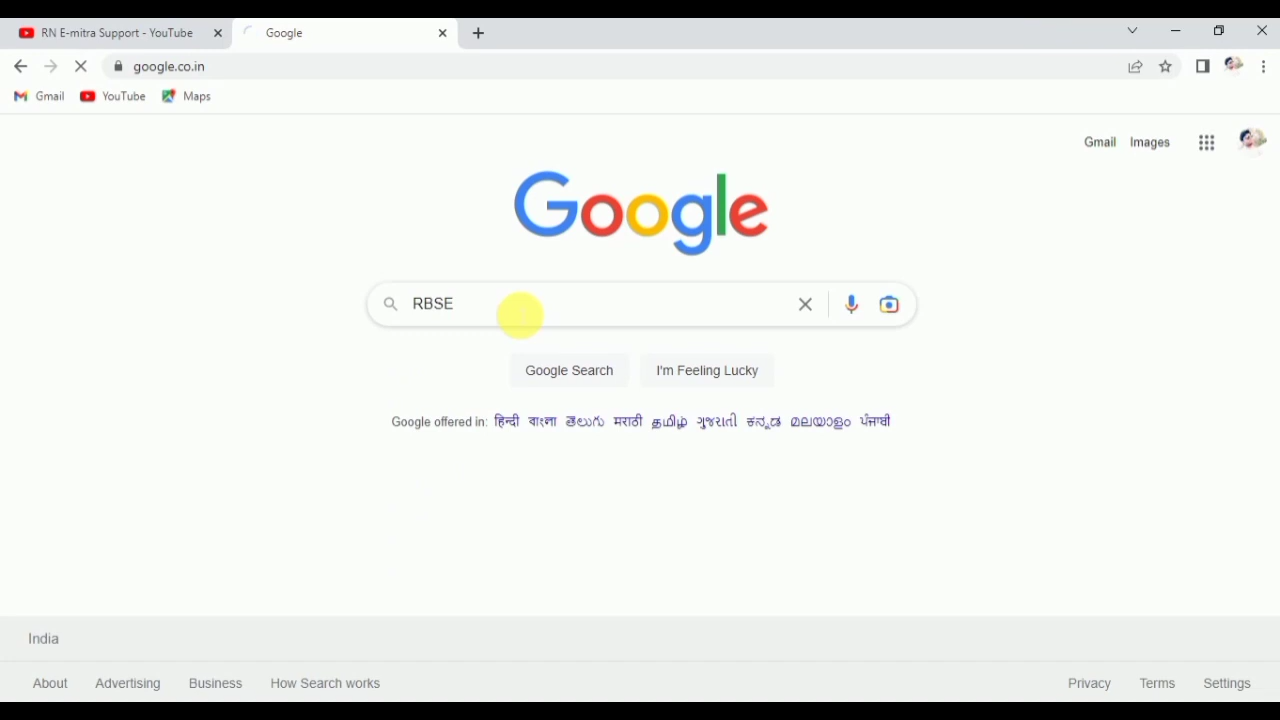 RN E-mitra Support - YouTube
Google
google.co.in
Gmail YouTube Maps
Gmail Images
Google
RBSE
Google Search I'm Feeling Lucky
Google offered in: हिन्दी বাংলা తెలుగు मराठी தமிழ் ગુજરાતી ಕನ್ನಡ മലയാളം ਪੰਜਾਬੀ
India
About Advertising Business How Search works
Privacy Terms Settings